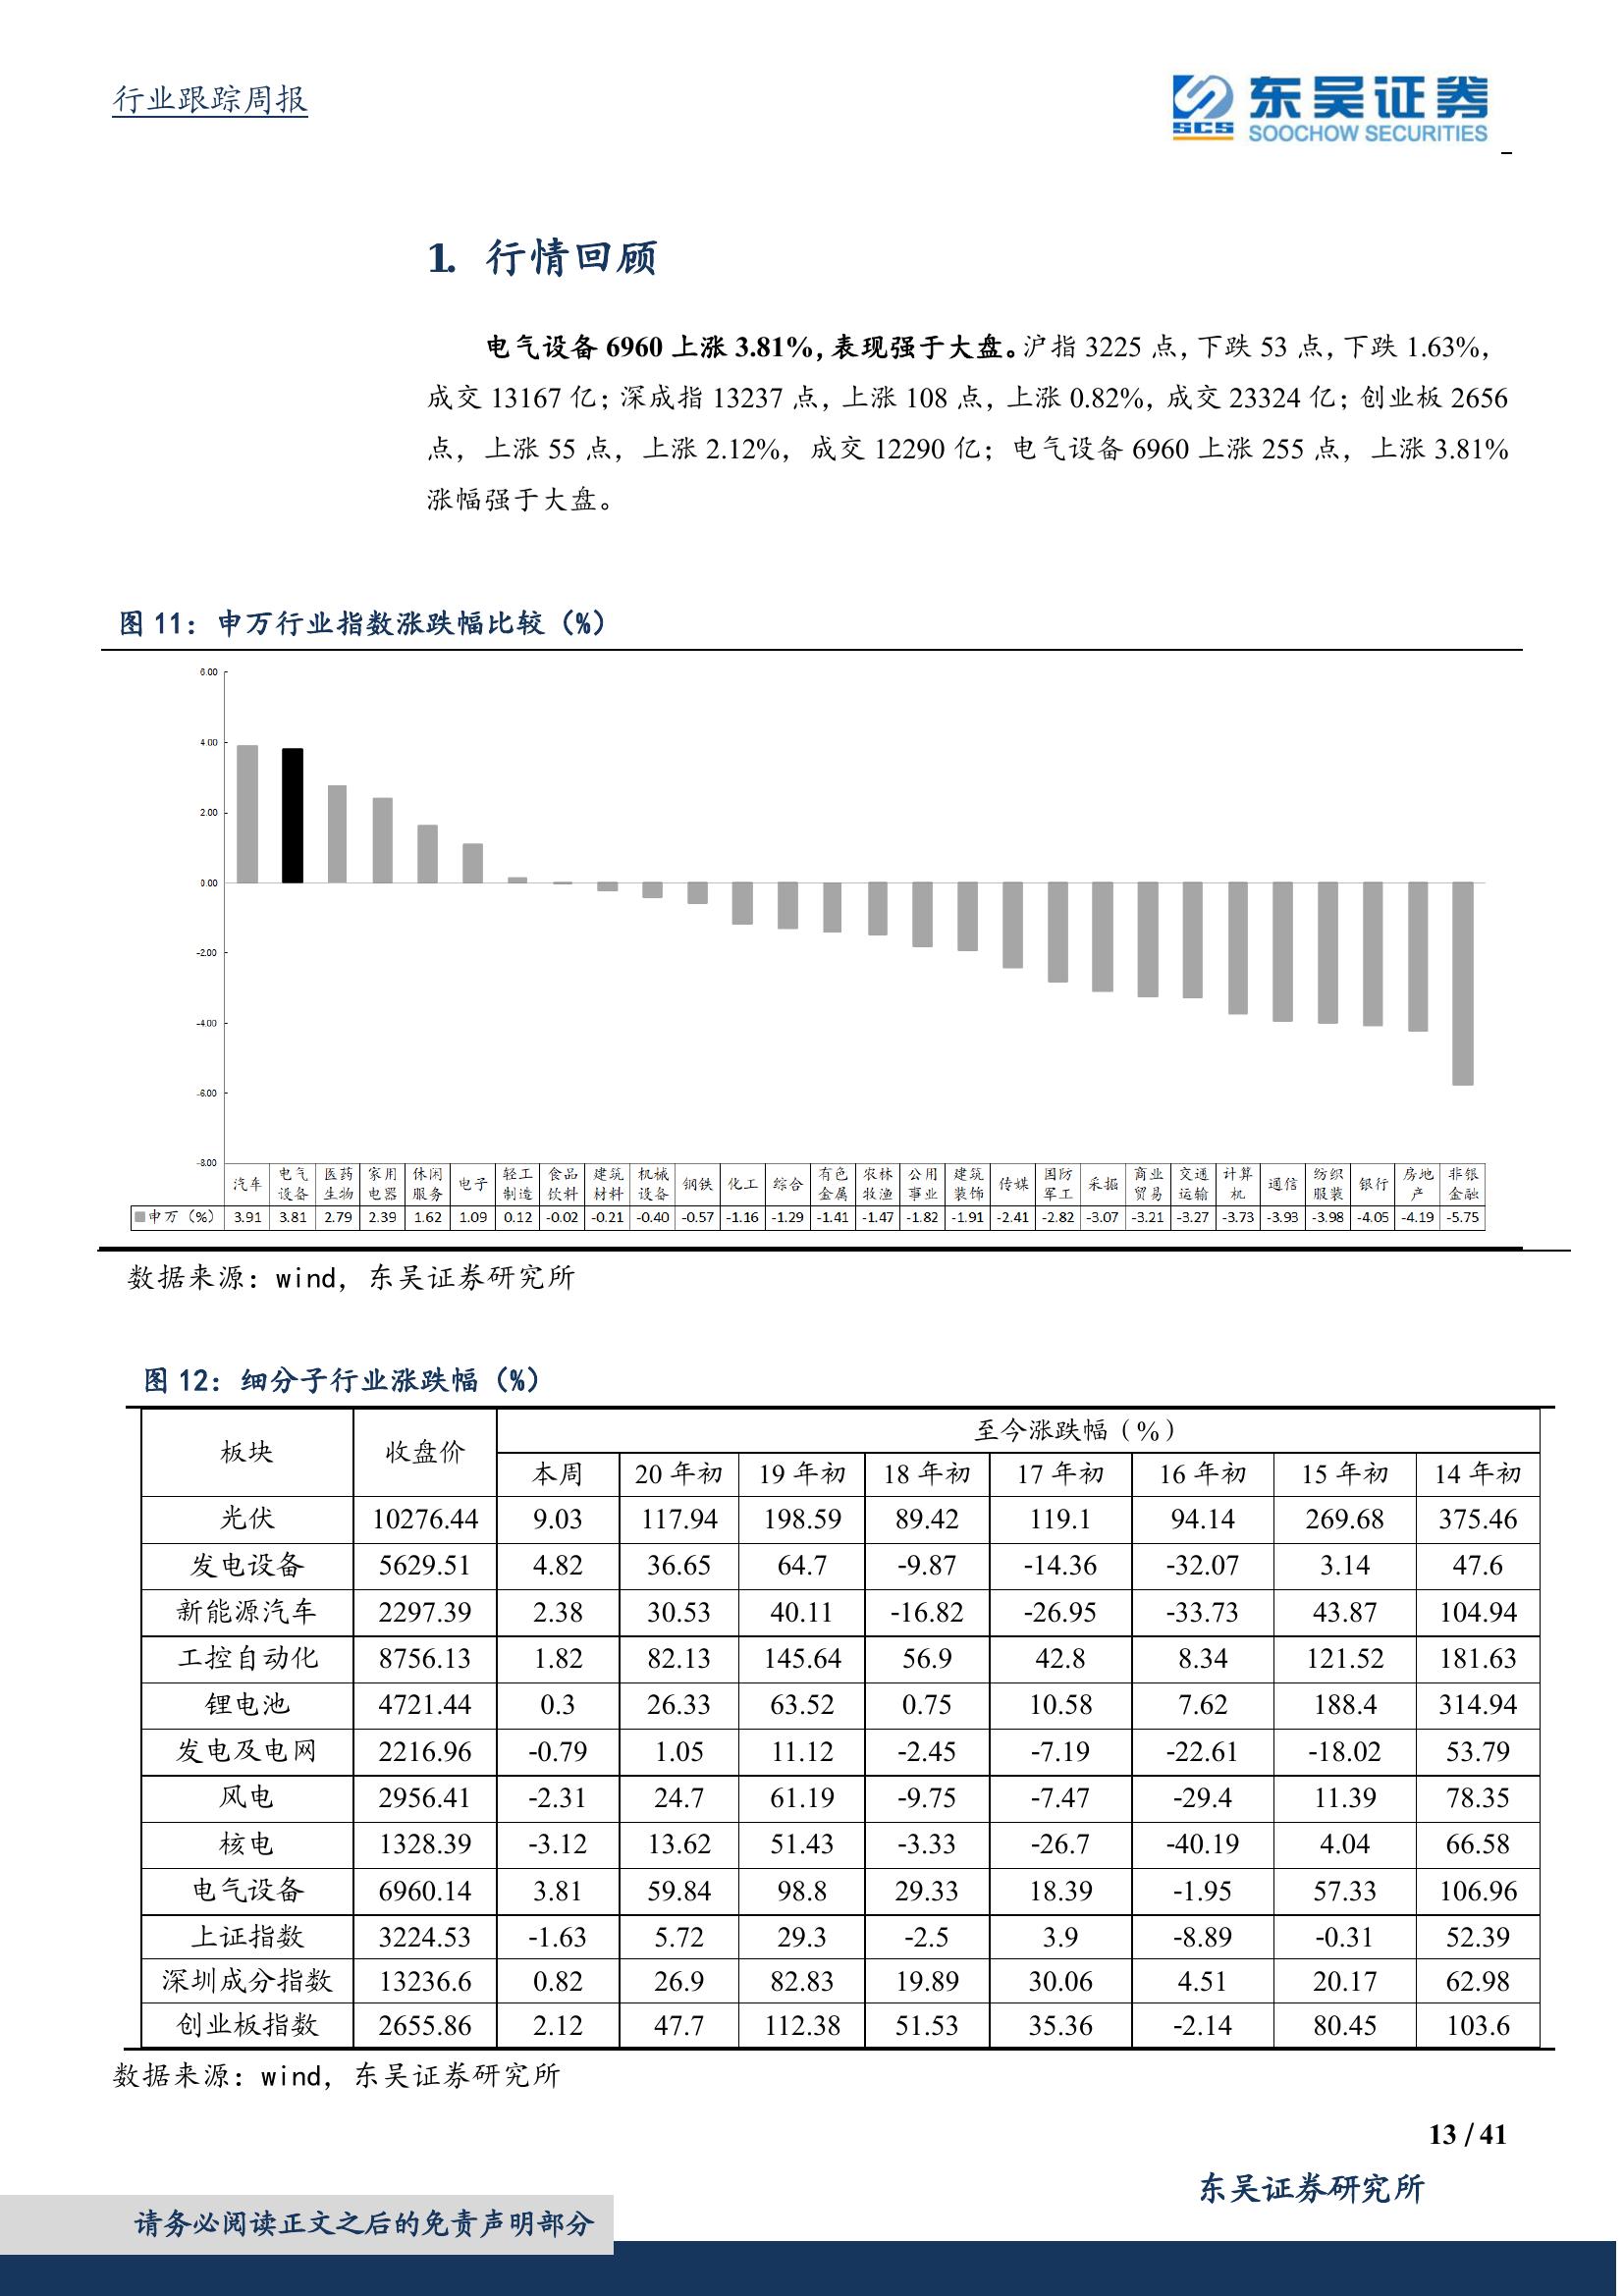 行业跟踪周报
SCS 东吴证券
SOOCHOW SECURITIES
1. 行情回顾
电气设备 6960 上涨 3.81%,表现强于大盘。沪指 3225 点,下跌 53 点,下跌 1.63%,
成交 13167 亿;深成指 13237 点,上涨 108 点,上涨 0.82%,成交 23324 亿;创业板 2656
点,上涨 55 点,上涨 2.12%,成交 12290 亿;电气设备 6960 上涨 255 点,上涨 3.81%
涨幅强于大盘。
图 11:申万行业指数涨跌幅比较(%)
6.00
4.00
2.00
0.00
-2.00
-4.00
-6.00
-8.00
汽车 电气设备 医药生物 家用电器 休闲服务 电子 轻工制造 食品饮料 建筑材料 机械设备 钢铁 化工 综合 有色金属 农林牧渔 公用事业 建筑装饰 传媒 国防军工 采掘 商业贸易 交通运输 计算机 通信 纺织服装 银行 房地产 非银金融
申万(%) 3.91 3.81 2.79 2.39 1.62 1.09 0.12 -0.02 -0.21 -0.40 -0.57 -1.16 -1.29 -1.41 -1.47 -1.82 -1.91 -2.41 -2.82 -3.07 -3.21 -3.27 -3.73 -3.93 -3.98 -4.05 -4.19 -5.75
数据来源:wind,东吴证券研究所
图 12:细分子行业涨跌幅(%)
板块 收盘价 至今涨跌幅(%)
本周 20 年初 19 年初 18 年初 17 年初 16 年初 15 年初 14 年初
光伏 10276.44 9.03 117.94 198.59 89.42 119.1 94.14 269.68 375.46
发电设备 5629.51 4.82 36.65 64.7 -9.87 -14.36 -32.07 3.14 47.6
新能源汽车 2297.39 2.38 30.53 40.11 -16.82 -26.95 -33.73 43.87 104.94
工控自动化 8756.13 1.82 82.13 145.64 56.9 42.8 8.34 121.52 181.63
锂电池 4721.44 0.3 26.33 63.52 0.75 10.58 7.62 188.4 314.94
发电及电网 2216.96 -0.79 1.05 11.12 -2.45 -7.19 -22.61 -18.02 53.79
风电 2956.41 -2.31 24.7 61.19 -9.75 -7.47 -29.4 11.39 78.35
核电 1328.39 -3.12 13.62 51.43 -3.33 -26.7 -40.19 4.04 66.58
电气设备 6960.14 3.81 59.84 98.8 29.33 18.39 -1.95 57.33 106.96
上证指数 3224.53 -1.63 5.72 29.3 -2.5 3.9 -8.89 -0.31 52.39
深圳成分指数 13236.6 0.82 26.9 82.83 19.89 30.06 4.51 20.17 62.98
创业板指数 2655.86 2.12 47.7 112.38 51.53 35.36 -2.14 80.45 103.6
数据来源:wind,东吴证券研究所
13 / 41
东吴证券研究所
请务必阅读正文之后的免责声明部分